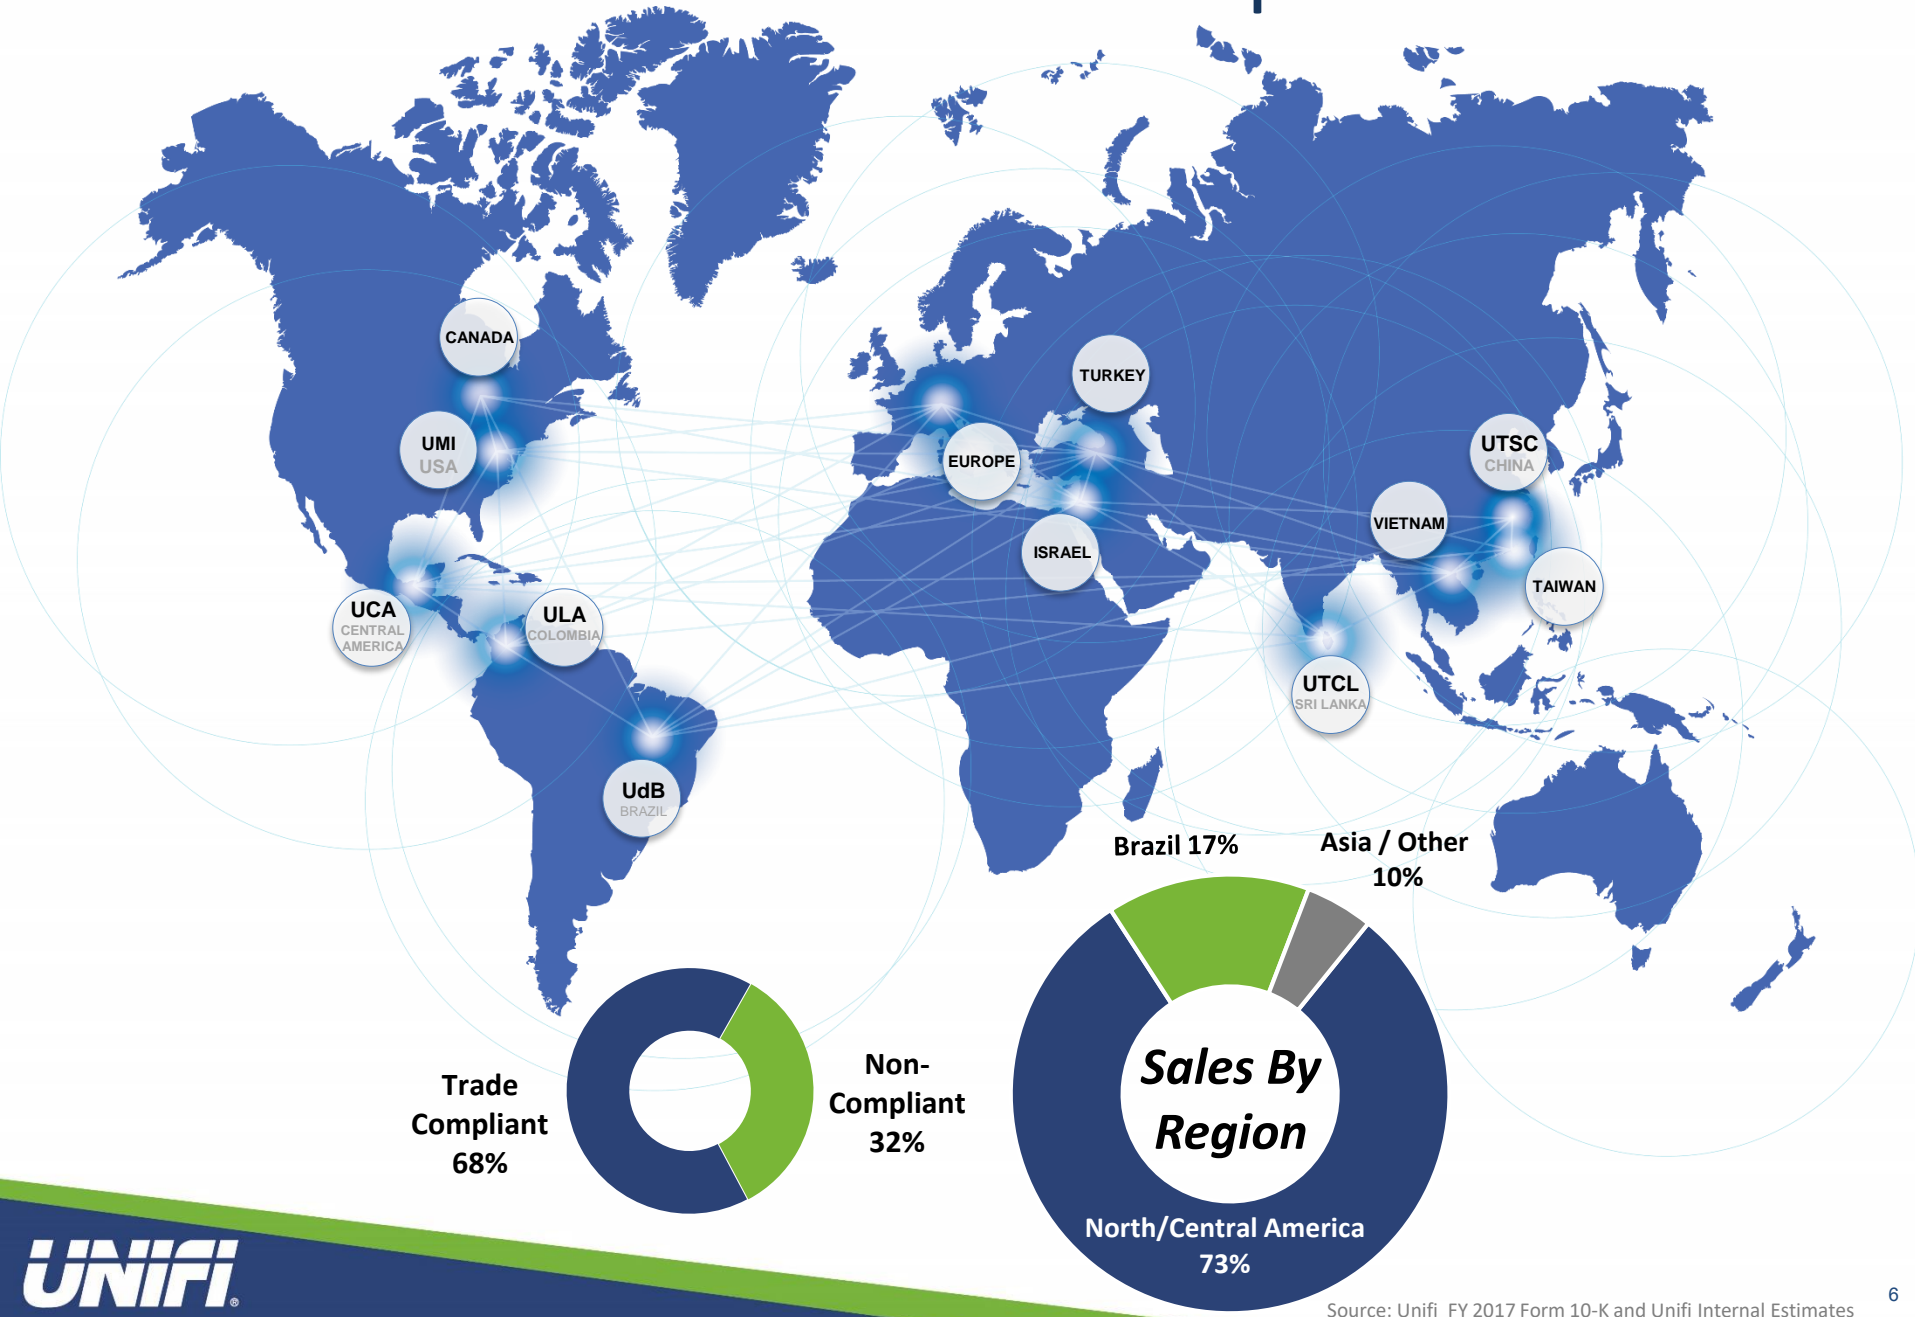 CANADA
TURKEY
UMI
USA
EUROPE
UTSC
CHINA
VIETNAM
ISRAEL
TAIWAN
UCA
CENTRAL
AMERICA
ULA
COLOMBIA
UTCL
SRI LANKA
UdB
BRAZIL
Brazil 17%
Asia / Other
10%
Sales By
Region
North/Central America
73%
Trade
Compliant
68%
Non-
Compliant
32%
UNIFI®
Source: Unifi FY 2017 Form 10-K and Unifi Internal Estimates
6